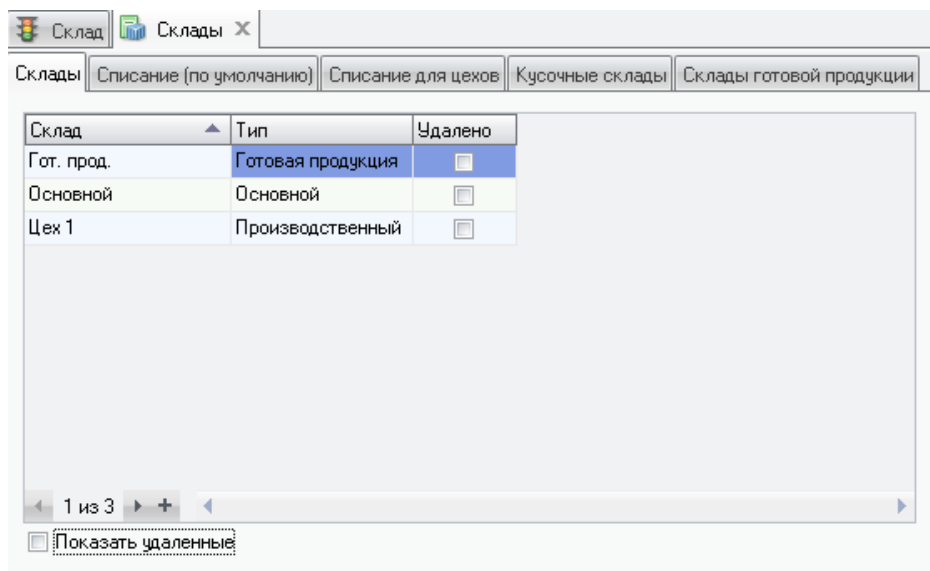 Склад Склады
Склады Списание (по умолчанию) Списание для цехов Кусочные склады Склады готовой продукции
Склад Тип Удалено
Гот. прод. Готовая продукция
Основной Основной
Цех 1 Производственный
1 из 3
Показать удаленные